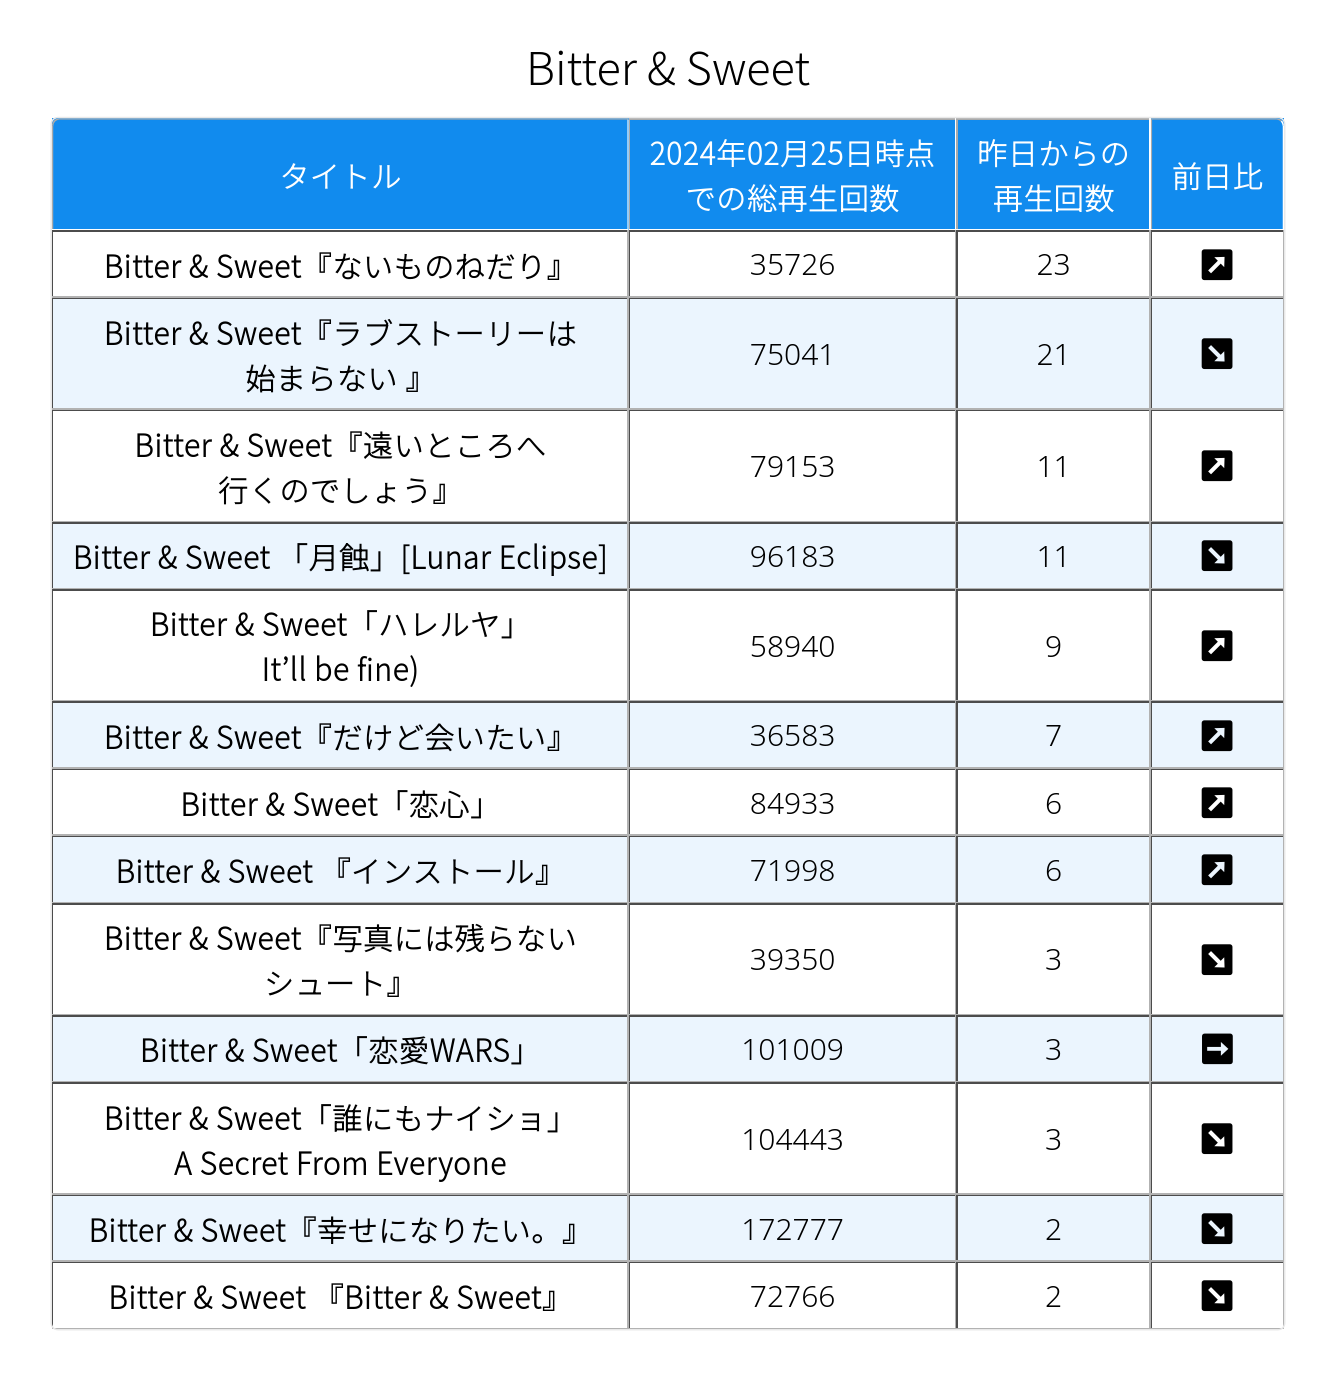 Bitter & Sweet
タイトル
2024年02月25日時点
での総再生回数
昨日からの
再生回数
前日比
Bitter & Sweet『ないものねだり』
35726
23
Bitter & Sweet『ラブストーリーは
始まらない 』
75041
21
Bitter & Sweet『遠いところへ
行くのでしょう』
79153
11
Bitter & Sweet 「月蝕」[Lunar Eclipse]
96183
11
Bitter & Sweet「ハレルヤ」
It’ll be fine)
58940
9
Bitter & Sweet『だけど会いたい』
36583
7
Bitter & Sweet「恋心」
84933
6
Bitter & Sweet 『インストール』
71998
6
Bitter & Sweet『写真には残らない
シュート』
39350
3
Bitter & Sweet「恋愛WARS」
101009
3
Bitter & Sweet「誰にもナイショ」
A Secret From Everyone
104443
3
Bitter & Sweet『幸せになりたい。』
172777
2
Bitter & Sweet 『Bitter & Sweet』
72766
2